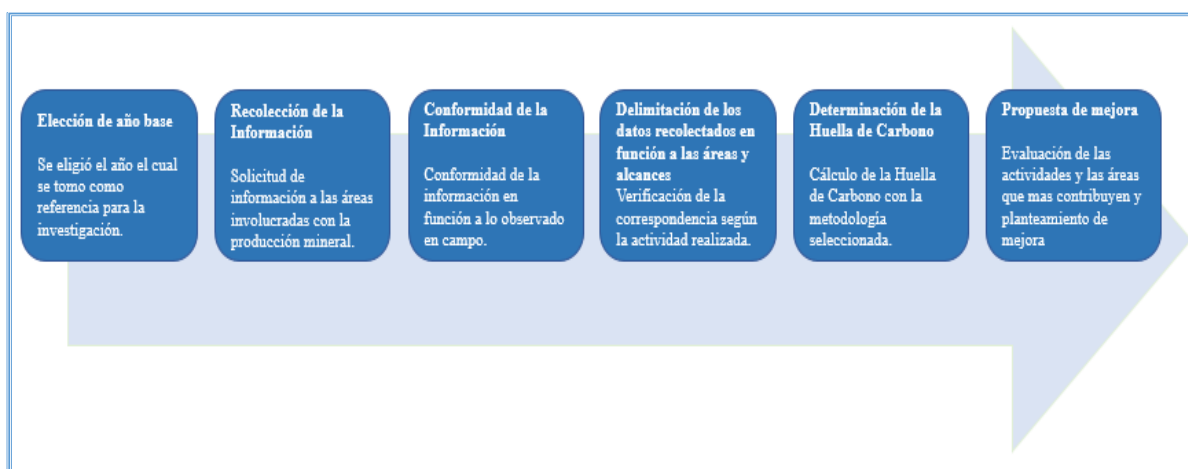 Elección de año base
Se eligió el año el cual
se tomo como
referencia para la
investigación.
Recolección de la
Información
Solicitud de
información a las áreas
involucradas con la
producción mineral.
Conformidad de la
Información
Conformidad de la
información en
función a lo observado
en campo.
Delimitación de los
datos recolectados en
función a las áreas y
alcances
Verificación de la
correspondencia según
la actividad realizada.
Determinación de la
Huella de Carbono
Cálculo de la Huella
de Carbono con la
metodología
seleccionada.
Propuesta de mejora
Evaluación de las
actividades y las áreas
que mas contribuyen y
planteamiento de
mejora